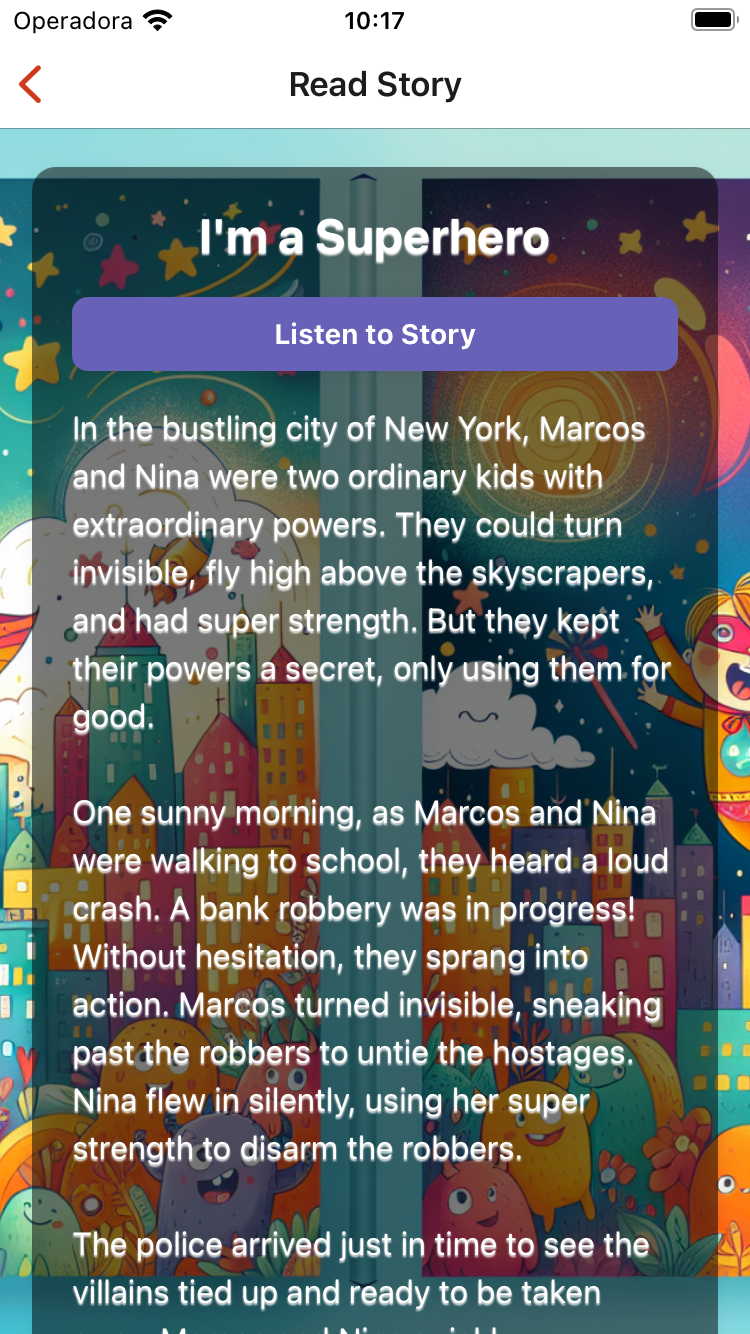 Operadora
10:17
Read Story
I'm a Superhero
Listen to Story
In the bustling city of New York, Marcos
and Nina were two ordinary kids with
extraordinary powers. They could turn
invisible, fly high above the skyscrapers,
and had super strength. But they kept
their powers a secret, only using them for
good.
One sunny morning, as Marcos and Nina
were walking to school, they heard a loud
crash. A bank robbery was in progress!
Without hesitation, they sprang into
action. Marcos turned invisible, sneaking
past the robbers to untie the hostages.
Nina flew in silently, using her super
strength to disarm the robbers.
The police arrived just in time to see the
villains tied up and ready to be taken